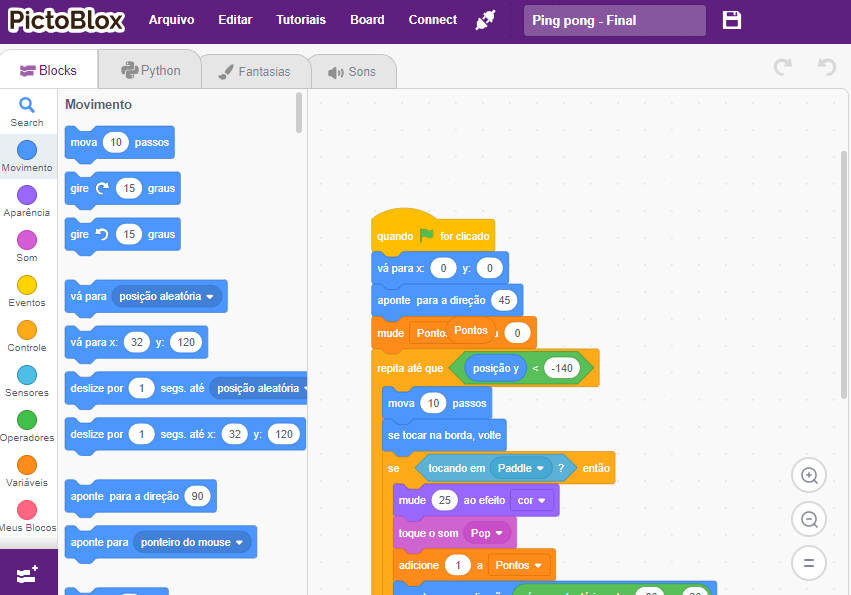 PictoBlox Arquivo Editar Tutoriais Board Connect Ping pong - Final
Blocks Python Fantasias Sons
Search
Movimento
Aparência
Som
Eventos
Controle
Sensores
Operadores
Variáveis
Meus Blocos
Movimento
mova 10 passos
gire 15 graus
gire 15 graus
vá para posição aleatória
vá para x: 32 y: 120
deslize por 1 segs. até posição aleatória
deslize por 1 segs. até x: 32 y: 120
aponte para a direção 90
aponte para ponteiro do mouse
quando for clicado
vá para x: 0 y: 0
aponte para a direção 45
mude Pontos Pontos 0
repita até que posição y < -140
mova 10 passos
se tocar na borda, volte
se tocando em Paddle ? então
mude 25 ao efeito cor
toque o som Pop
adicione 1 a Pontos